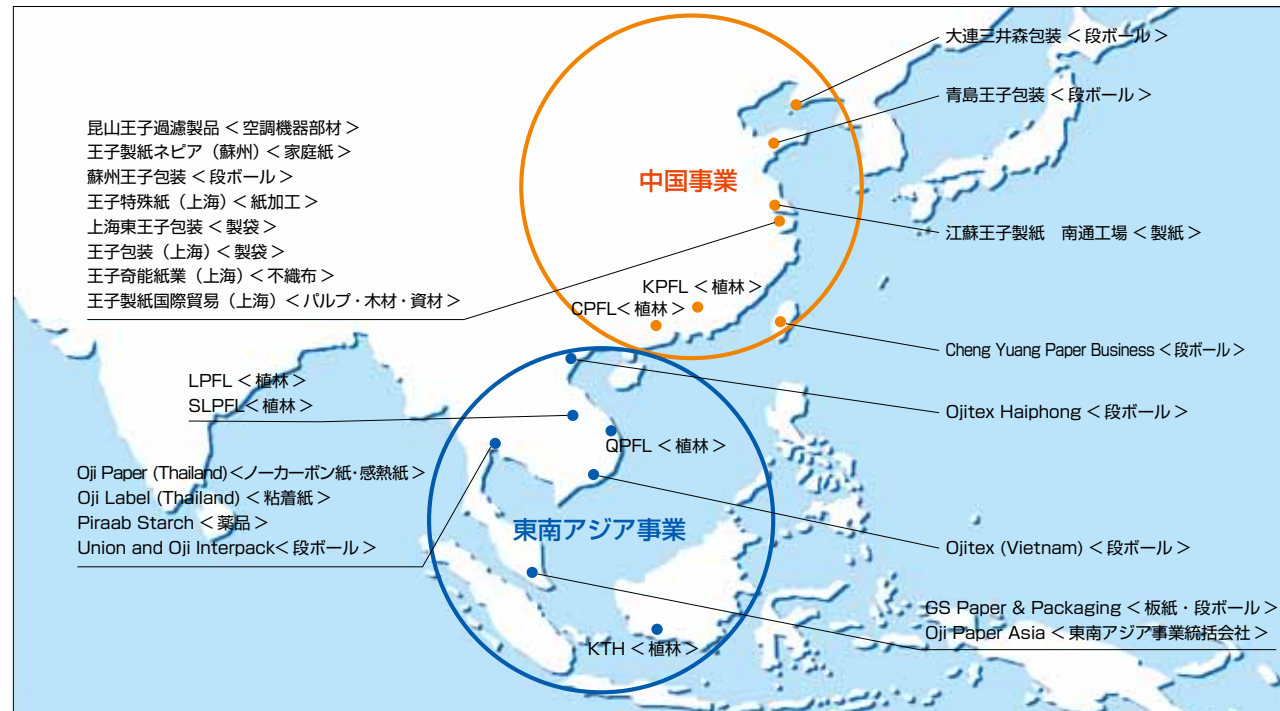 大連三井森包装 < 段ボール >
青島王子包装 < 段ボール >
昆山王子過濾製品 < 空調機器部材 >
王子製紙ネピア（蘇州）< 家庭紙 >
蘇州王子包装 < 段ボール >
王子特殊紙（上海）< 紙加工 >
上海東王子包装 < 製袋 >
王子包装（上海）< 製袋 >
王子奇能紙業（上海）< 不織布 >
王子製紙国際貿易（上海）< パルプ・木材・資材 >
中国事業
江蘇王子製紙　南通工場 < 製紙 >
KPFL < 植林 >
CPFL< 植林 >
Cheng Yuang Paper Business < 段ボール >
LPFL < 植林 >
SLPFL< 植林 >
Ojitex Haiphong < 段ボール >
QPFL < 植林 >
Oji Paper (Thailand)< ノーカーボン紙・感熱紙 >
Oji Label (Thailand) < 粘着紙 >
Piraab Starch < 薬品 >
Union and Oji Interpack< 段ボール >
東南アジア事業
Ojitex (Vietnam) < 段ボール >
GS Paper & Packaging < 板紙・段ボール >
Oji Paper Asia < 東南アジア事業統括会社 >
KTH < 植林 >